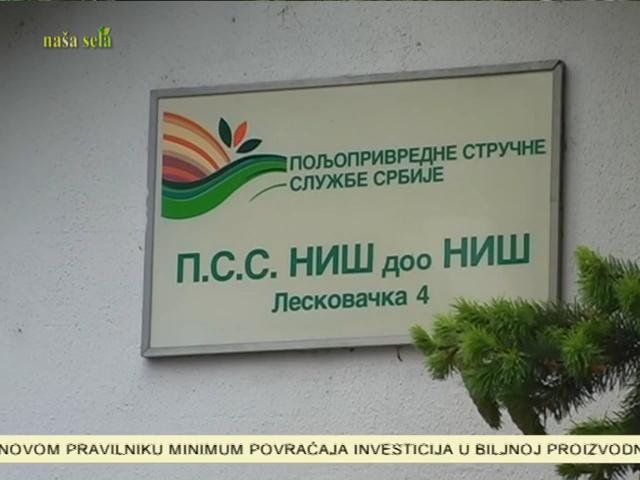 naša sela
ПОЉОПРИВРЕДНЕ СТРУЧНЕ
СЛУЖБЕ СРБИЈЕ
П.С.С. НИШ доо НИШ
Лесковачка 4
NOVOM PRAVILNIKU MINIMUM POVRAĆAJA INVESTICIJA U BILJNOJ PROIZVODN